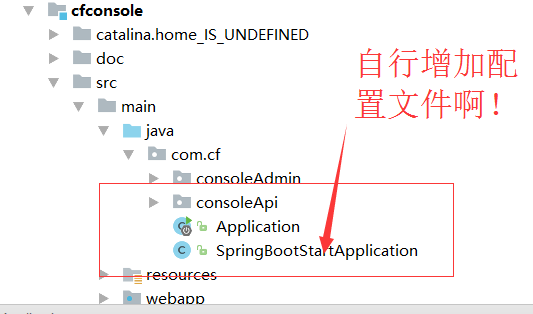 cfconsole
catalina.home_IS_UNDEFINED
doc
src
main
java
com.cf
consoleAdmin
consoleApi
Application
SpringBootStartApplication
resources
webapp
自行增加配
置文件啊!